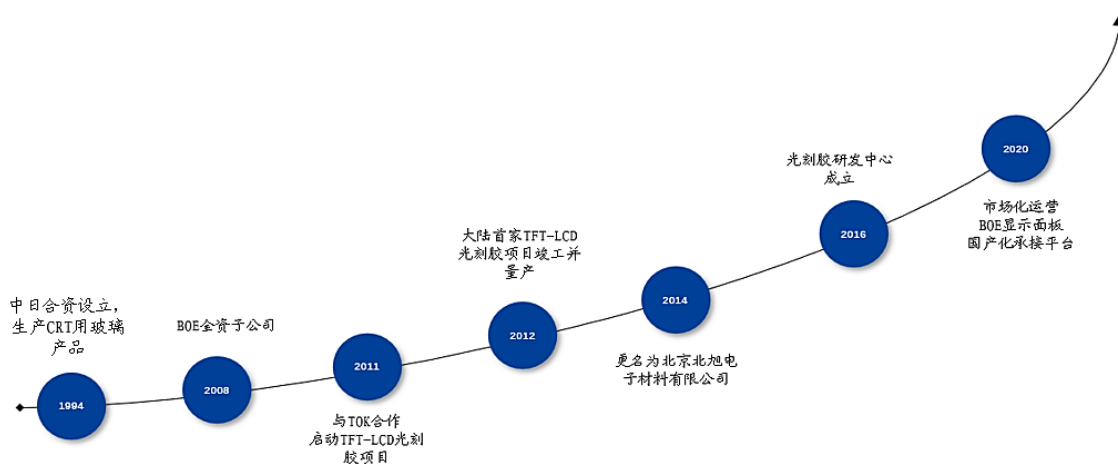 中日合资设立，
生产CRT用玻璃
产品
1994
BOE全资子公司
2008
2011
与TOK合作
启动TFT-LCD光刻
胶项目
大陆首家TFT-LCD
光刻胶项目竣工并
量产
2012
2014
更名为北京北旭电
子材料有限公司
光刻胶研发中心
成立
2016
2020
市场化运营
BOE显示面板
国产化承接平台